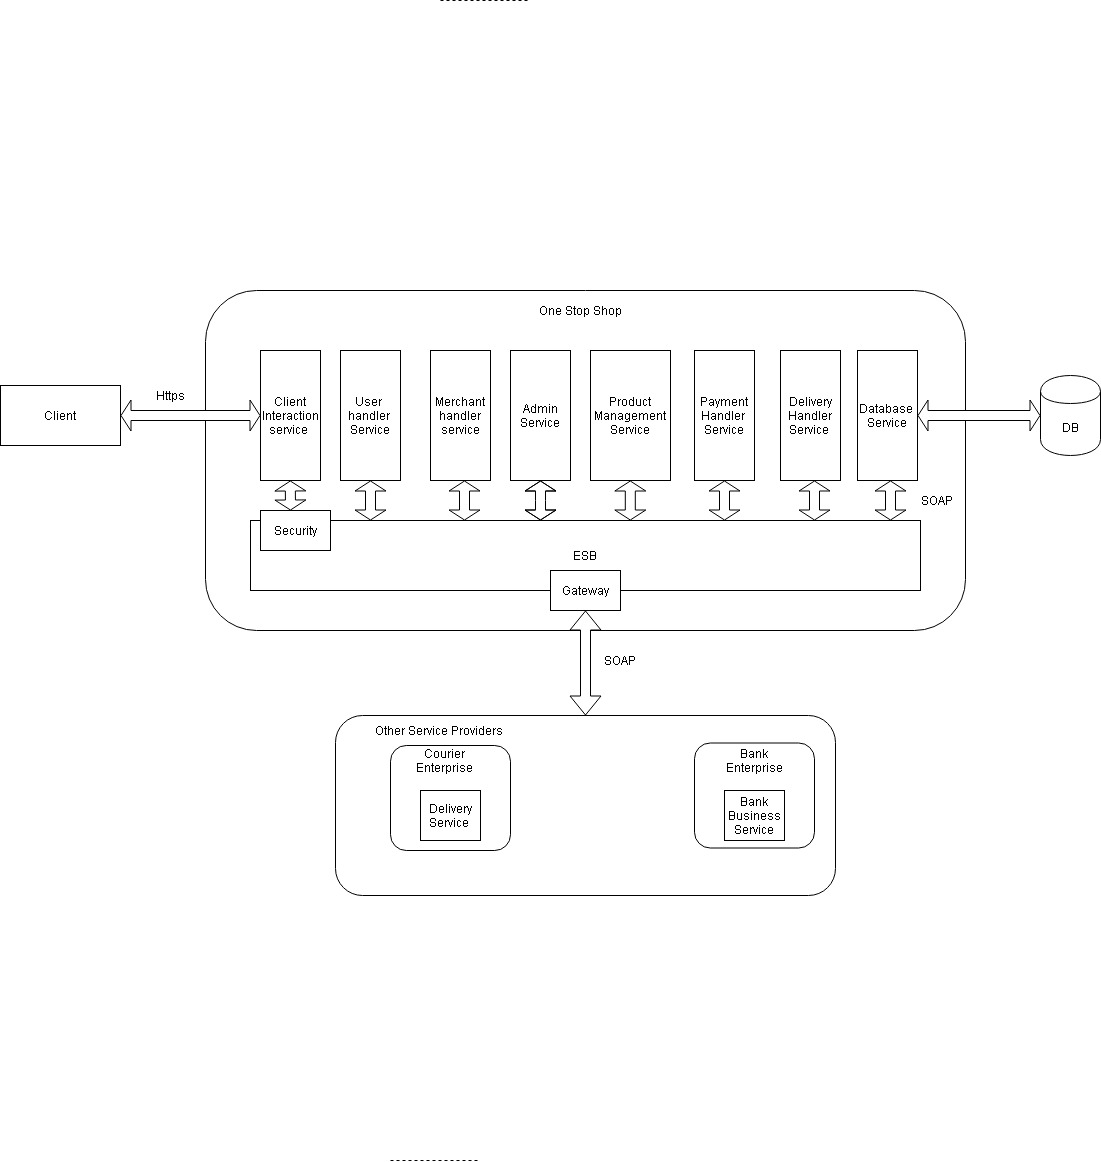 One Stop Shop
Https
Client
Client
Interaction
service
User
handler
Service
Merchant
handler
service
Admin
Service
Product
Management
Service
Payment
Handler
Service
Delivery
Handler
Service
Database
Service
DB
SOAP
Security
ESB
Gateway
SOAP
Other Service Providers
Courier
Enterprise
Delivery
Service
Bank
Enterprise
Bank
Business
Service